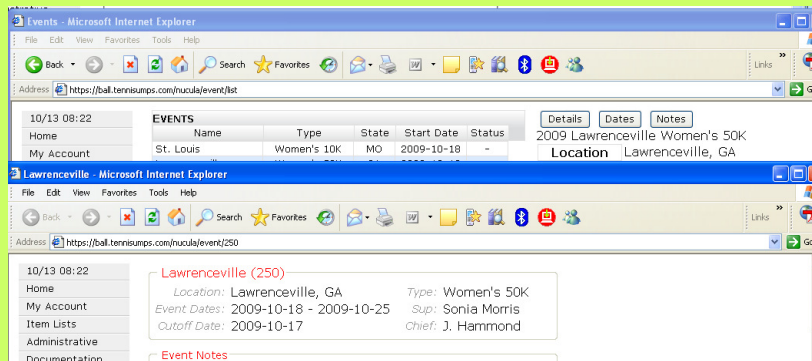 Events - Microsoft Internet Explorer
File Edit View Favorites Tools Help
Back Search Favorites Links
Address https://ball.tennisumps.com/nucula/event/list
10/13 08:22
Home
My Account
EVENTS
Name Type State Start Date Status
St. Louis Women's 10K MO 2009-10-18 -
Details Dates Notes
2009 Lawrenceville Women's 50K
Location Lawrenceville, GA
Lawrenceville - Microsoft Internet Explorer
File Edit View Favorites Tools Help
Back Search Favorites Links
Address https://ball.tennisumps.com/nucula/event/250
10/13 08:22
Home
My Account
Item Lists
Administrative
Documentation
Lawrenceville (250)
Location: Lawrenceville, GA Type: Women's 50K
Event Dates: 2009-10-18 - 2009-10-25 Sup: Sonia Morris
Cutoff Date: 2009-10-17 Chief: J. Hammond
Event Notes